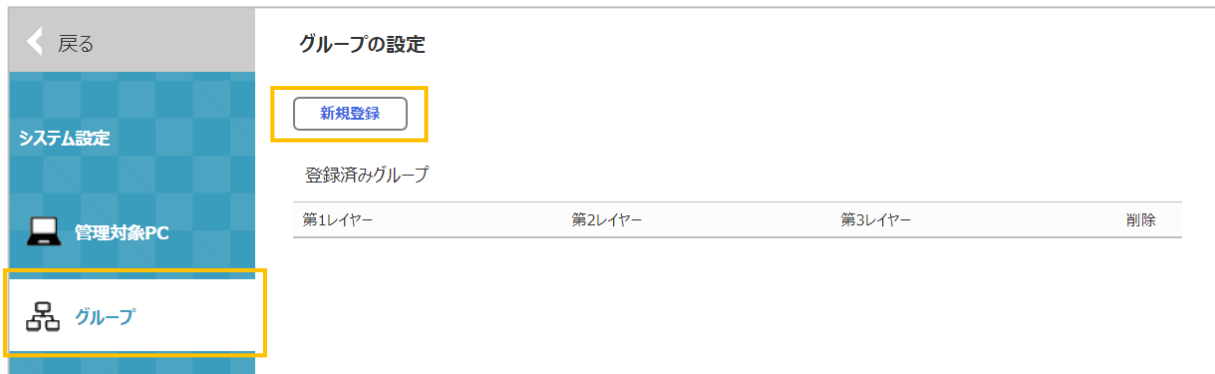 戻る
システム設定
管理対象PC
グループ
グループの設定
新規登録
登録済みグループ
第1レイヤー 第2レイヤー 第3レイヤー 削除